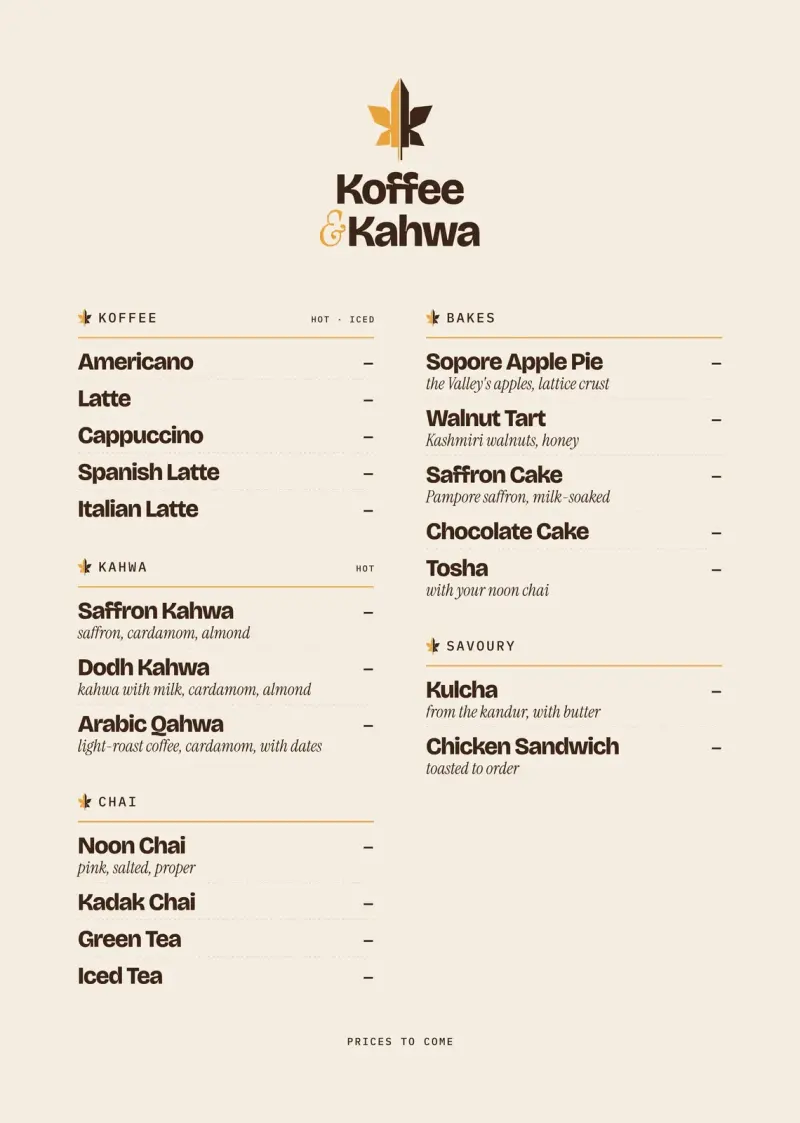 Koffee
&Kahwa
KOFFEE HOT · ICED
Americano –
Latte –
Cappuccino –
Spanish Latte –
Italian Latte –
KAHWA HOT
Saffron Kahwa –
saffron, cardamom, almond
Dodh Kahwa –
kahwa with milk, cardamom, almond
Arabic Qahwa –
light-roast coffee, cardamom, with dates
CHAI
Noon Chai –
pink, salted, proper
Kadak Chai –
Green Tea –
Iced Tea –
BAKES
Sopore Apple Pie –
the Valley's apples, lattice crust
Walnut Tart –
Kashmiri walnuts, honey
Saffron Cake –
Pampore saffron, milk-soaked
Chocolate Cake –
Tosha –
with your noon chai
SAVOURY
Kulcha –
from the kandur, with butter
Chicken Sandwich –
toasted to order
PRICES TO COME